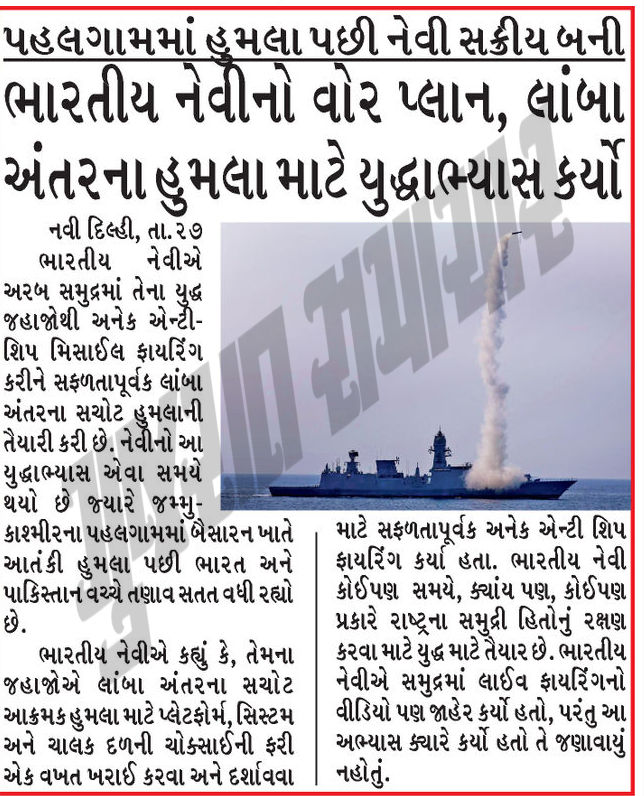 પહલગામમાં હુમલા પછી નેવી સક્રીય બની
ભારતીય નેવીનો વોર પ્લાન, લાંબા
અંતરના હુમલા માટે યુદ્ધાભ્યાસ કર્યો
નવી દિલ્હી, તા.૨૭
ભારતીય નેવીએ
અરબ સમુદ્રમાં તેના યુદ્ધ
જહાજોથી અનેક એન્ટી-
શિપ મિસાઈલ ફાયરિંગ
કરીને સફળતાપૂર્વક લાંબા
અંતરના સચોટ હુમલાની
તૈયારી કરી છે. નેવીનો આ
યુદ્ધાભ્યાસ એવા સમયે
થયો છે જ્યારે જમ્મુ-
કાશ્મીરના પહલગામમાં બૈસારન ખાતે
આતંકી હુમલા પછી ભારત અને
પાકિસ્તાન વચ્ચે તણાવ સતત વધી રહ્યો
છે.
ભારતીય નેવીએ કહ્યું કે, તેમના
જહાજોએ લાંબા અંતરના સચોટ
આક્રમક હુમલા માટે પ્લેટફોર્મ, સિસ્ટમ
અને ચાલક દળની ચોક્સાઈની ફરી
એક વખત ખરાઈ કરવા અને દર્શાવવા
માટે સફળતાપૂર્વક અનેક એન્ટી શિપ
ફાયરિંગ કર્યા હતા. ભારતીય નેવી
કોઈપણ સમયે, ક્યાંય પણ, કોઈપણ
પ્રકારે રાષ્ટ્રના સમુદ્રી હિતોનું રક્ષણ
કરવા માટે યુદ્ધ માટે તૈયાર છે. ભારતીય
નેવીએ સમુદ્રમાં લાઈવ ફાયરિંગનો
વીડિયો પણ જાહેર કર્યો હતો, પરંતુ આ
અભ્યાસ ક્યારે કર્યો હતો તે જણાવાયું
નહોતું.
ગુજરાત સમાચાર